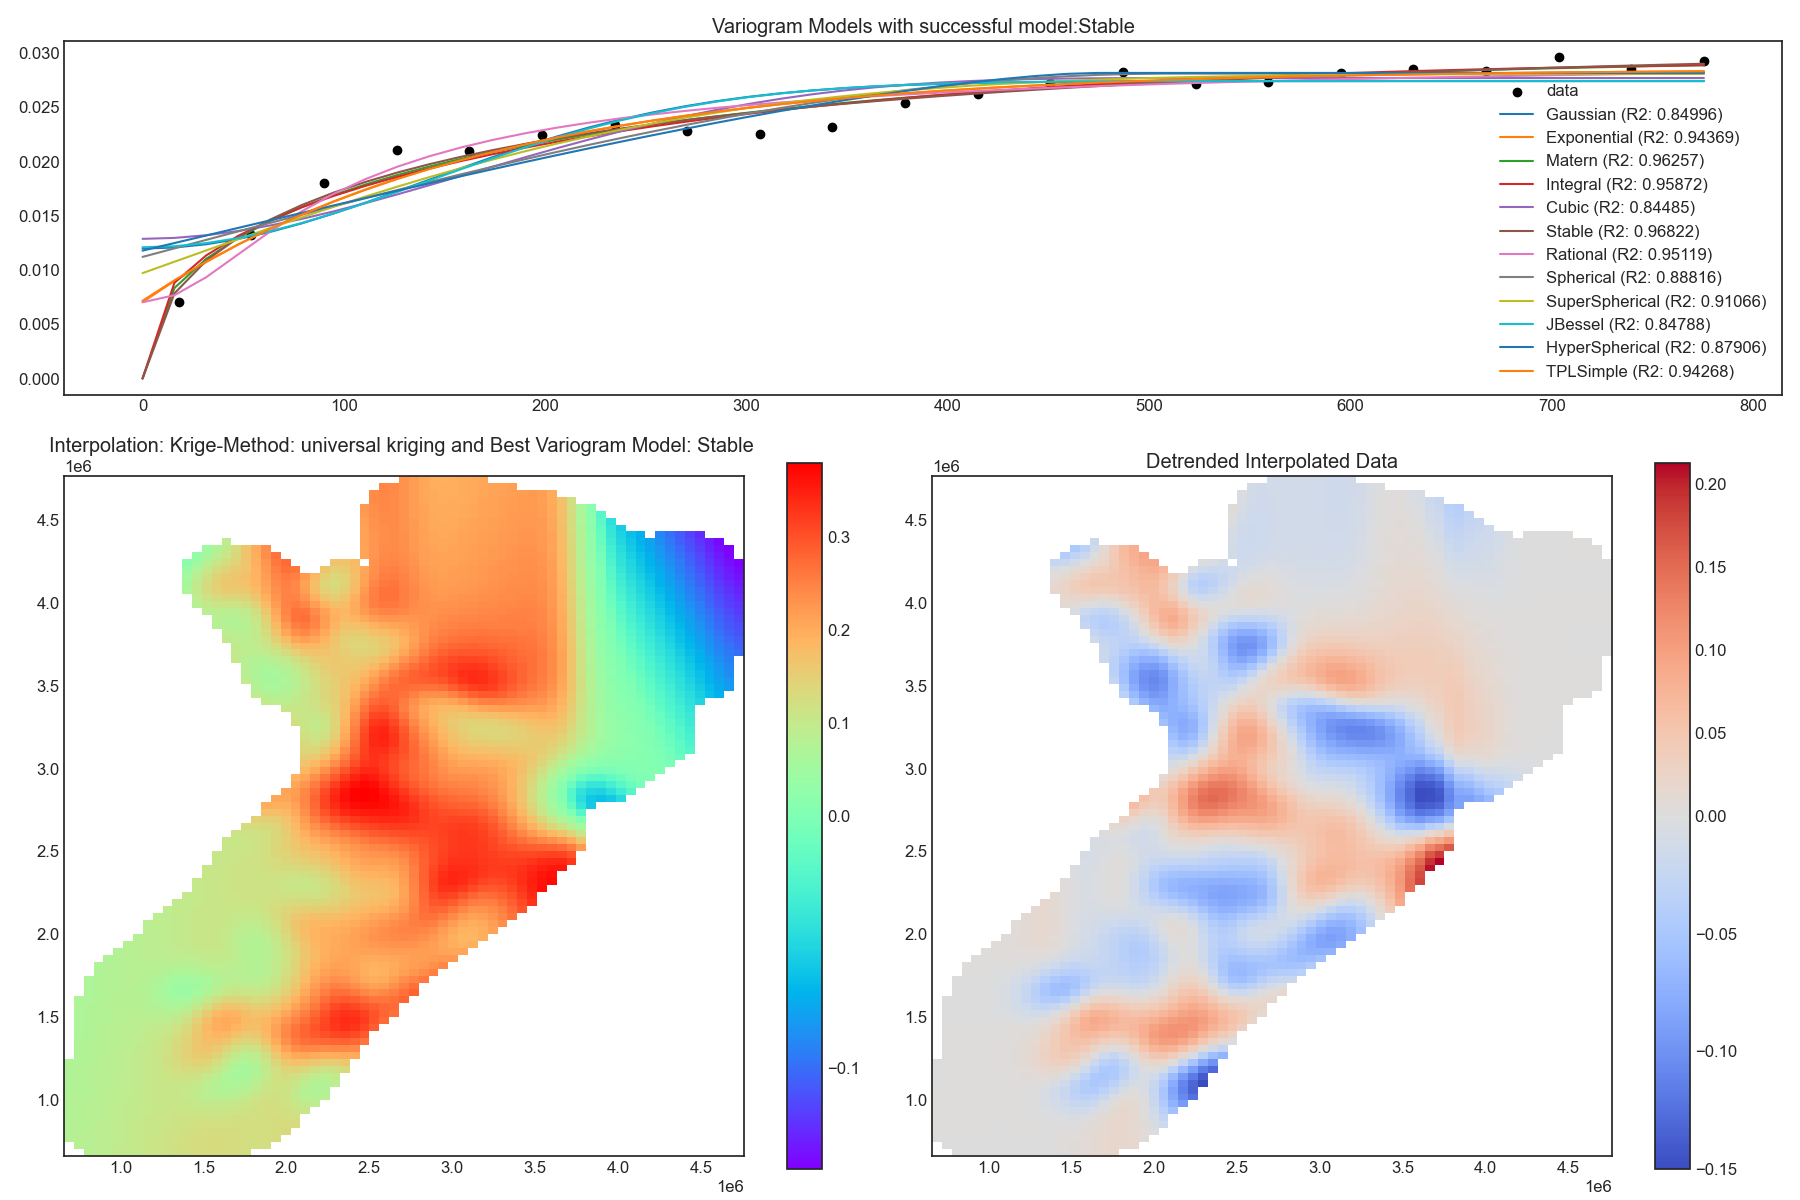 Variogram Models with successful model:Stable
0.030
0.025
0.020
0.015
0.010
0.005
0.000
data
Gaussian (R2: 0.84996)
Exponential (R2: 0.94369)
Matern (R2: 0.96257)
Integral (R2: 0.95872)
Cubic (R2: 0.84485)
Stable (R2: 0.96822)
Rational (R2: 0.95119)
Spherical (R2: 0.88816)
SuperSpherical (R2: 0.91066)
JBessel (R2: 0.84788)
HyperSpherical (R2: 0.87906)
TPLSimple (R2: 0.94268)
0 100 200 300 400 500 600 700 800
Interpolation: Krige-Method: universal kriging and Best Variogram Model: Stable
1e6
4.5
4.0
3.5
3.0
2.5
2.0
1.5
1.0
1.0 1.5 2.0 2.5 3.0 3.5 4.0 4.5
1e6
0.3
0.2
0.1
0.0
−0.1
Detrended Interpolated Data
1e6
4.5
4.0
3.5
3.0
2.5
2.0
1.5
1.0
1.0 1.5 2.0 2.5 3.0 3.5 4.0 4.5
1e6
0.20
0.15
0.10
0.05
0.00
−0.05
−0.10
−0.15